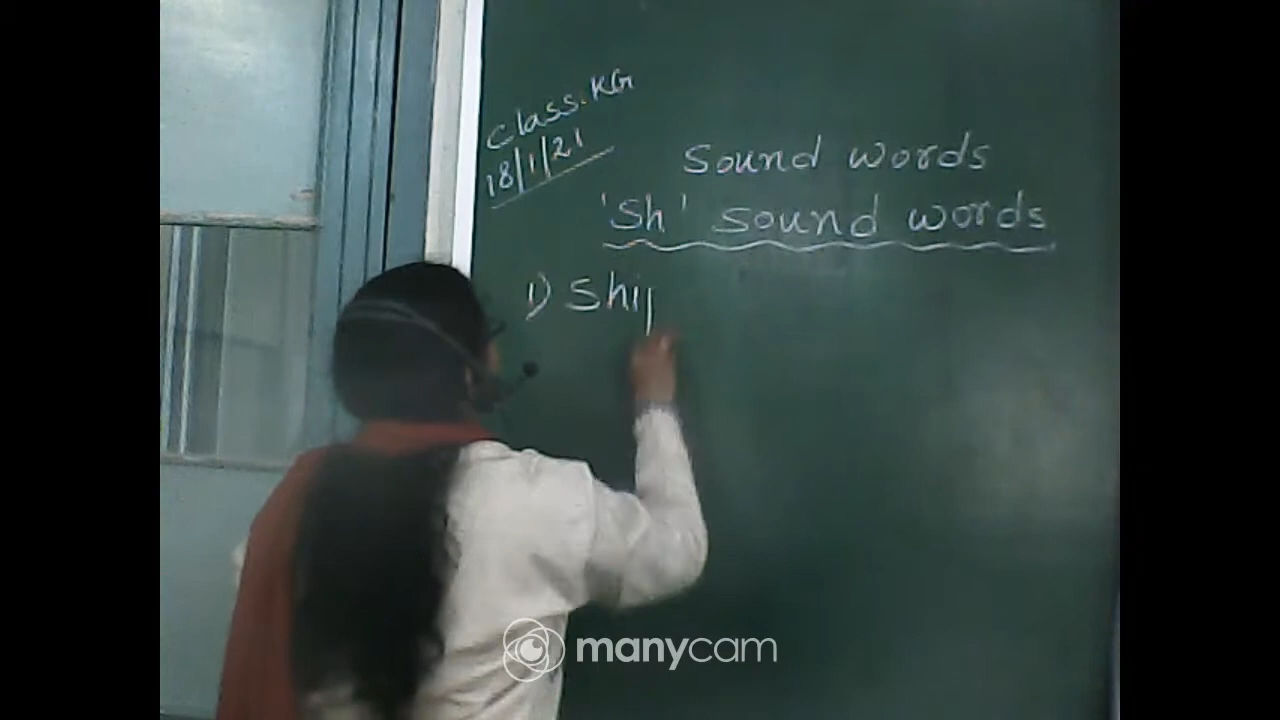 Class. KG
18/1/21
Sound words
'Sh' sound words
1) Shi
manycam